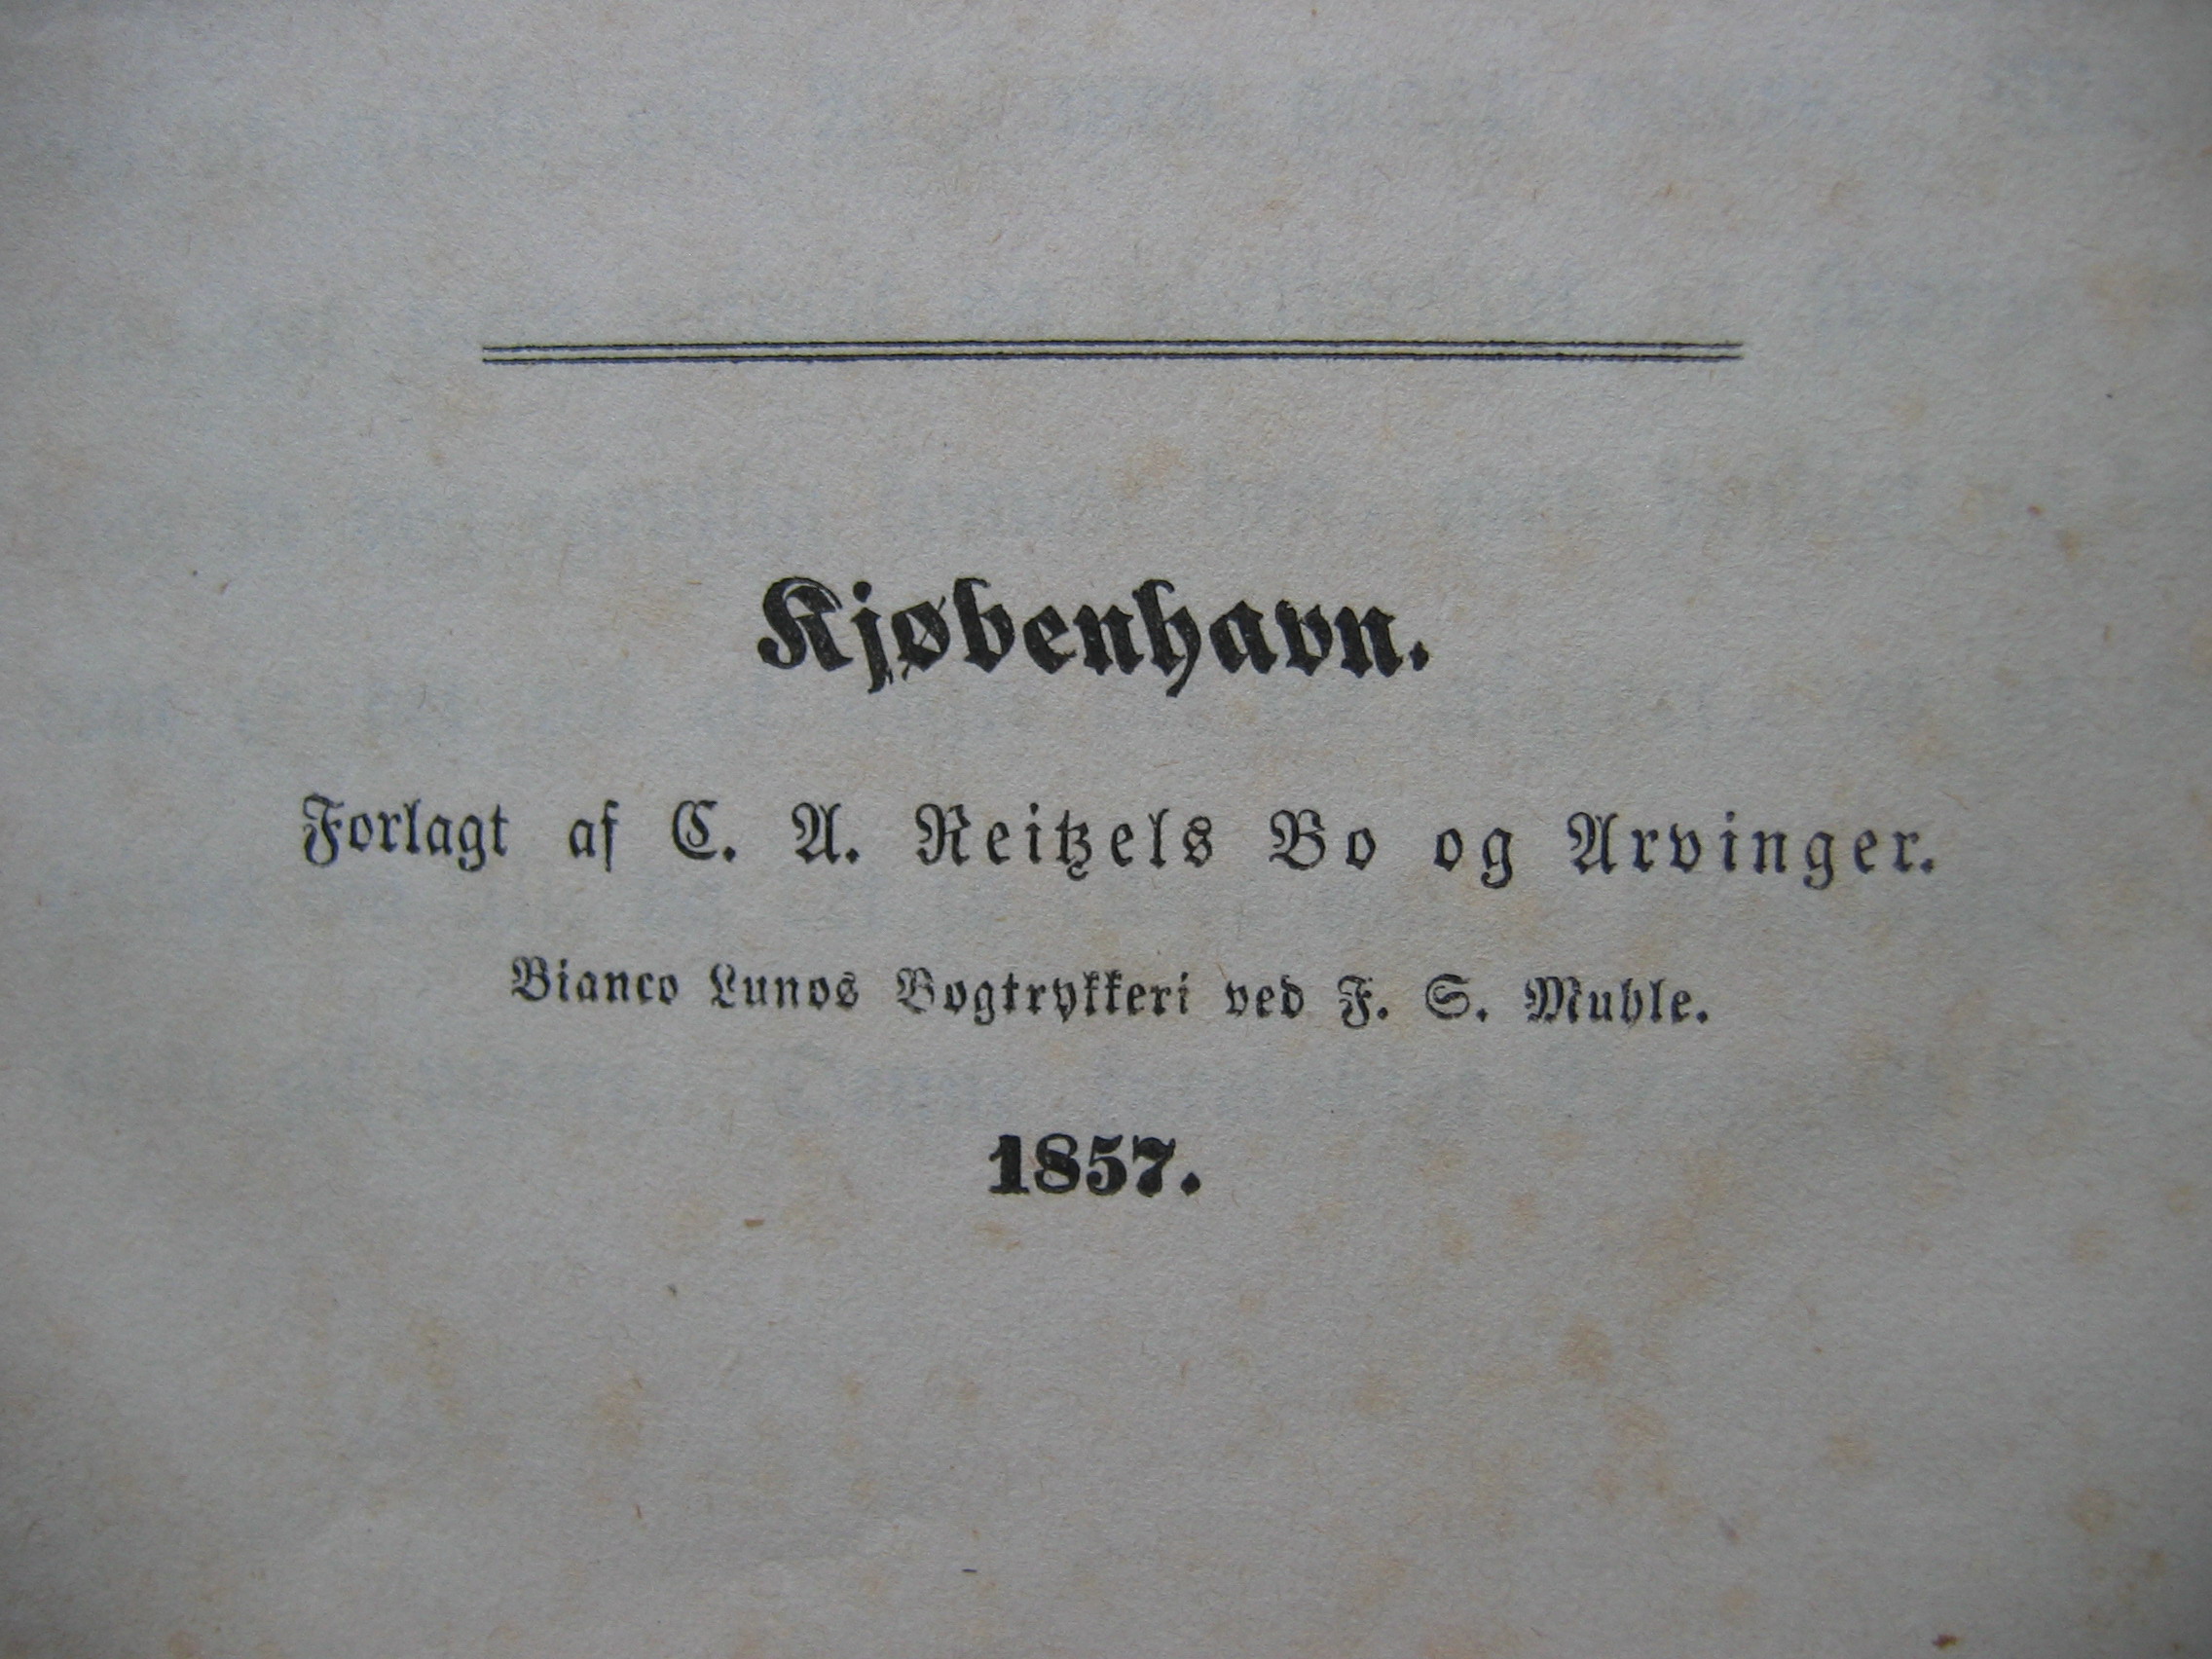 Kjøbenhavn.
Forlagt af C. A. Reitzels Bo og Arvinger.
Bianco Lunos Bogtrykkeri ved F. S. Muhle.
1857.